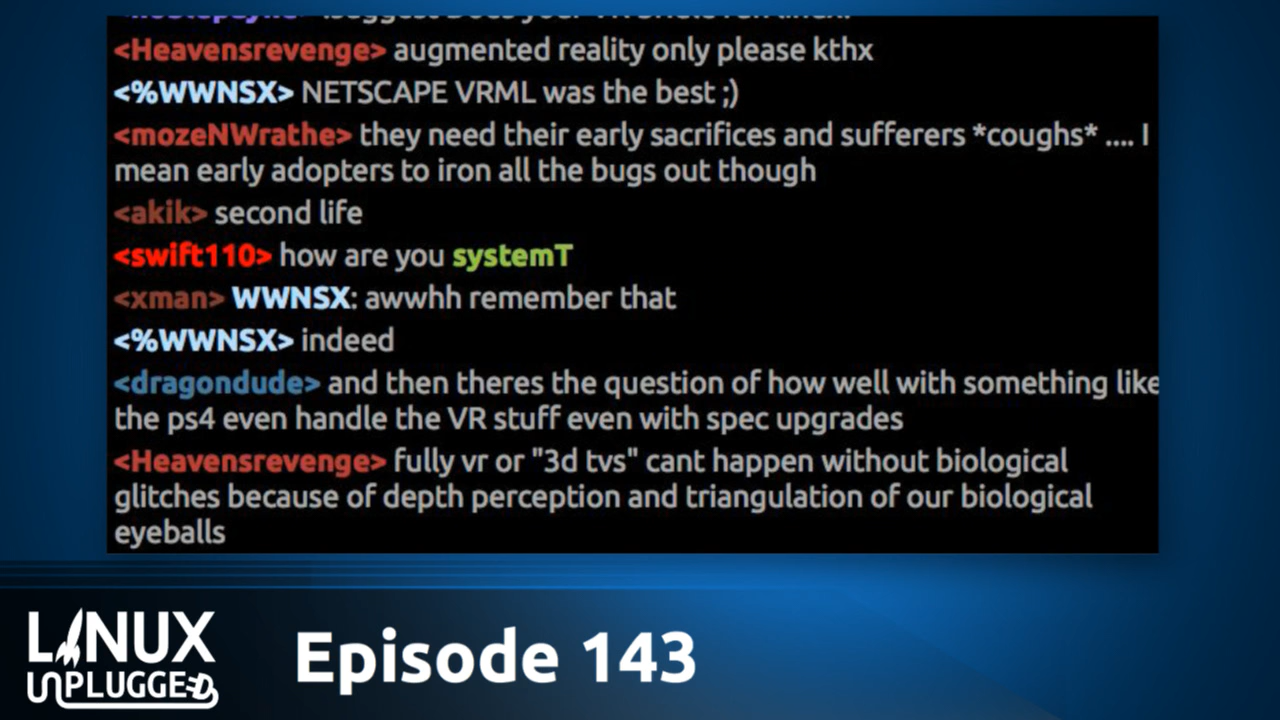 <Heavensrevenge> augmented reality only please kthx
<%WWNSX> NETSCAPE VRML was the best ;)
<mozeNWrathe> they need their early sacrifices and sufferers *coughs* .... I
mean early adopters to iron all the bugs out though
<akik> second life
<swift110> how are you systemT
<xman> WWNSX: awwhh remember that
<%WWNSX> indeed
<dragondude> and then theres the question of how well with something like
the ps4 even handle the VR stuff even with spec upgrades
<Heavensrevenge> fully vr or "3d tvs" cant happen without biological
glitches because of depth perception and triangulation of our biological
eyeballs
LINUX
UNPLUGGED
Episode 143